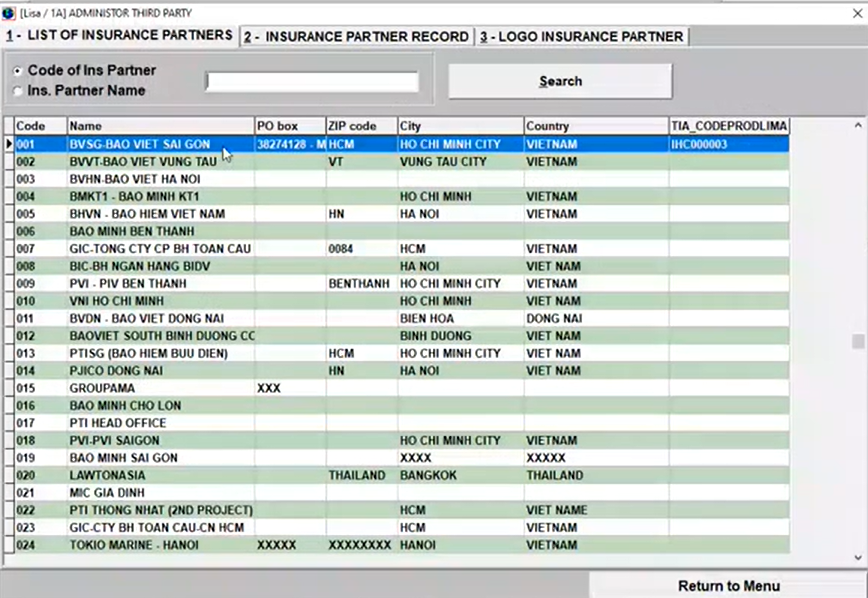 [Lisa / 1A] ADMINISTOR THIRD PARTY
1 - LIST OF INSURANCE PARTNERS 2 - INSURANCE PARTNER RECORD 3 - LOGO INSURANCE PARTNER
Code of Ins Partner
Ins. Partner Name
Search
Code Name PO box ZIP code City Country TIA_CODEPRODLIMA
001 BVSG-BAO VIET SAI GON 38274128 - M HCM HO CHI MINH CITY VIETNAM IHC000003
002 BVVT-BAO VIET VUNG TAU VT VUNG TAU CITY VIETNAM
003 BVHN-BAO VIET HA NOI
004 BMKT1 - BAO MINH KT1 HO CHI MINH VIETNAM
005 BHVN - BAO HIEM VIET NAM HN HA NOI VIETNAM
006 BAO MINH BEN THANH
007 GIC-TONG CTY CP BH TOAN CAU 0084 HCM VIETNAM
008 BIC-BH NGAN HANG BIDV HA NOI VIET NAM
009 PVI - PIV BEN THANH BENTHANH HO CHI MINH CITY VIETNAM
010 VNI HO CHI MINH HO CHI MINH VIET NAM
011 BVDN - BAO VIET DONG NAI BIEN HOA DONG NAI
012 BAOVIET SOUTH BINH DUONG CC BINH DUONG VIET NAM
013 PTISG (BAO HIEM BUU DIEN) HCM HO CHI MINH CITY VIETNAM
014 PJICO DONG NAI HN HA NOI VIET NAM
015 GROUPAMA XXX
016 BAO MINH CHO LON
017 PTI HEAD OFFICE
018 PVI-PVI SAIGON HO CHI MINH CITY VIETNAM
019 BAO MINH SAI GON XXXX XXXXX
020 LAWTONASIA THAILAND BANGKOK THAILAND
021 MIC GIA DINH
022 PTI THONG NHAT (2ND PROJECT) HCM VIET NAME
023 GIC-CTY BH TOAN CAU-CN HCM HCM VIETNAM
024 TOKIO MARINE - HANOI XXXXX XXXXXXXX HANOI VIETNAM
Return to Menu